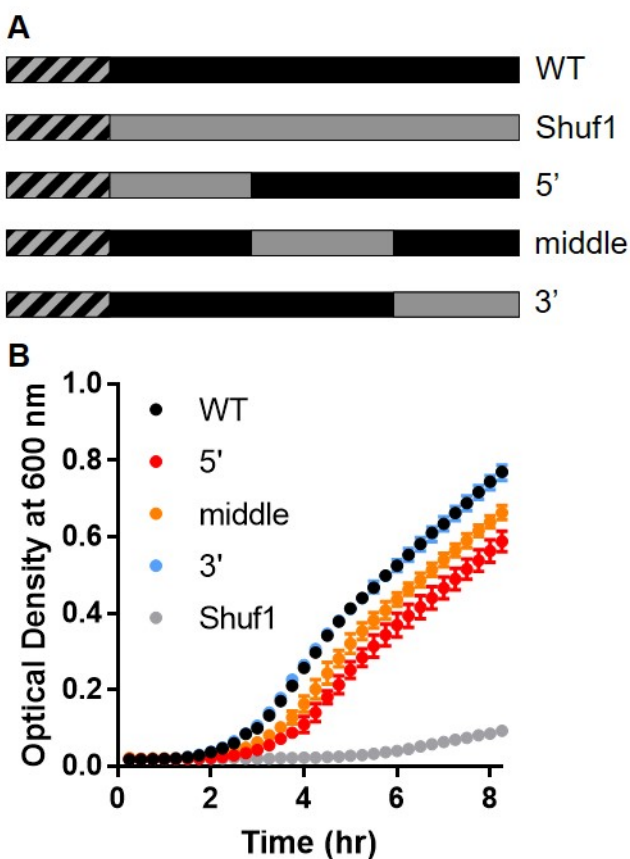 A
WT
Shuf1
5’
middle
3’
B
Optical Density at 600 nm
1.0
0.8
0.6
0.4
0.2
0.0
WT
5'
middle
3'
Shuf1
0 2 4 6 8
Time (hr)